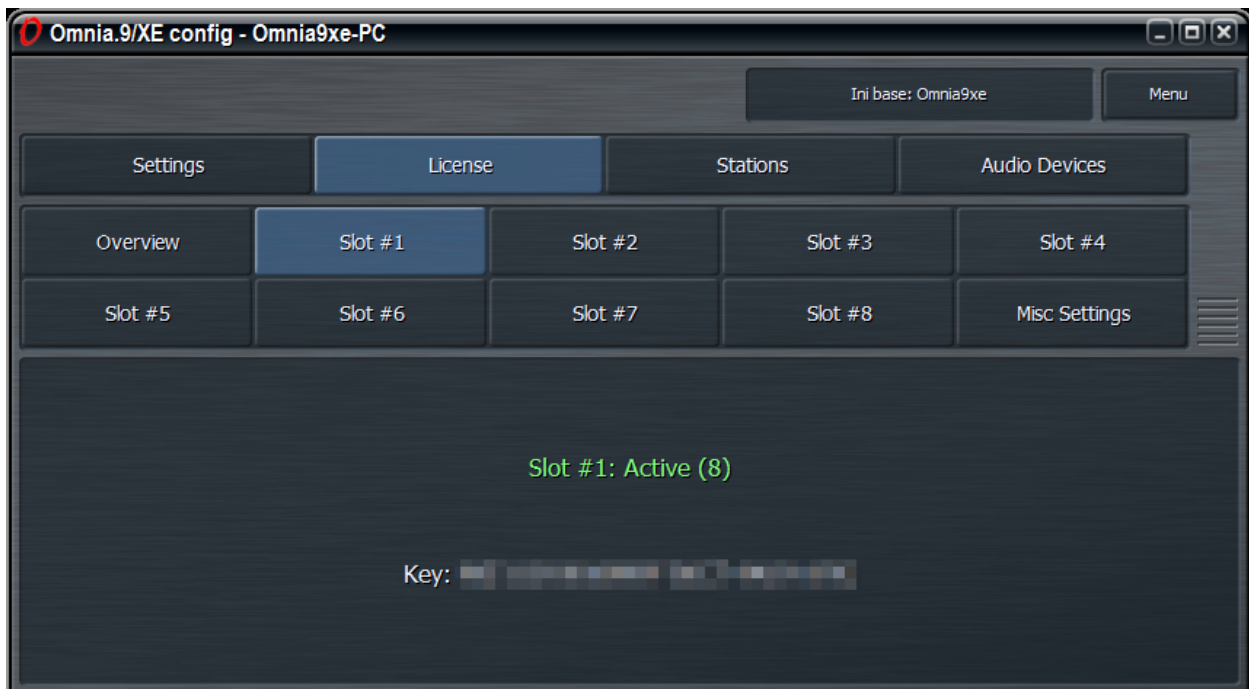 Omnia.9/XE config - Omnia9xe-PC
Ini base: Omnia9xe Menu
Settings License Stations Audio Devices
Overview Slot #1 Slot #2 Slot #3 Slot #4
Slot #5 Slot #6 Slot #7 Slot #8 Misc Settings
Slot #1: Active (8)
Key: